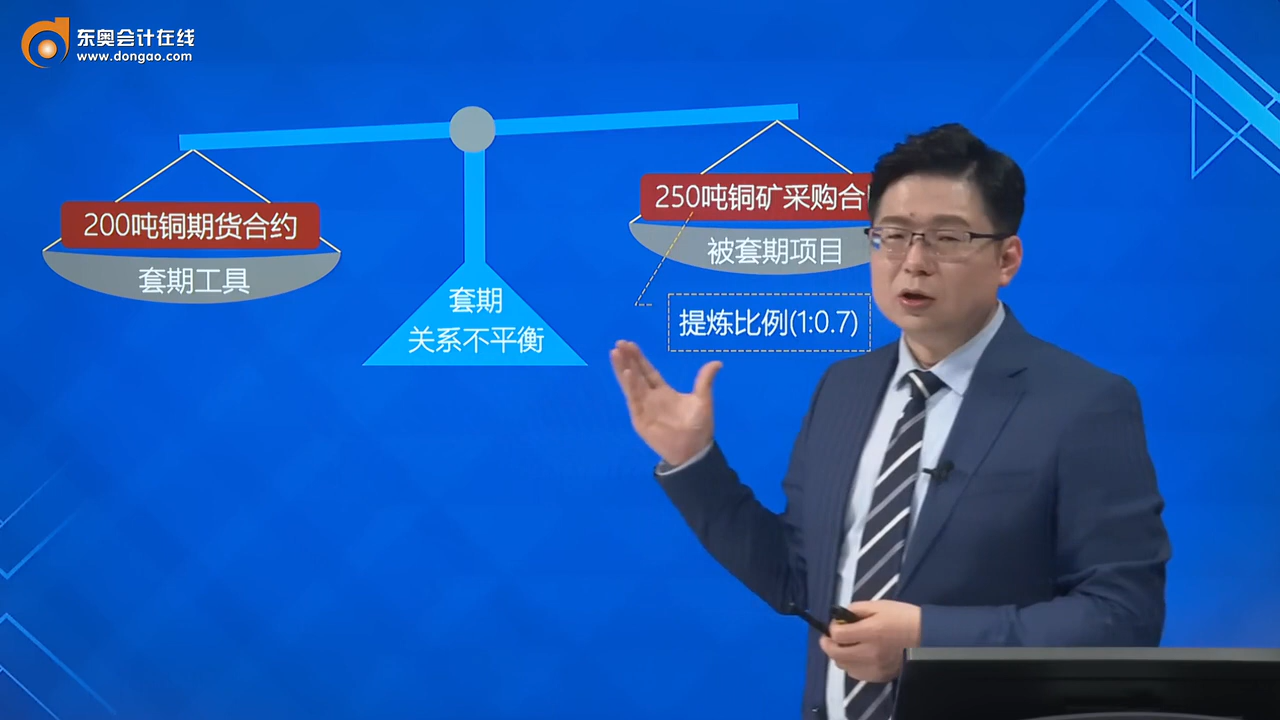 东奥会计在线
www.dongao.com
200吨铜期货合约
套期工具
250吨铜矿采购合
被套期项目
套期
关系不平衡
提炼比例(1:0.7)